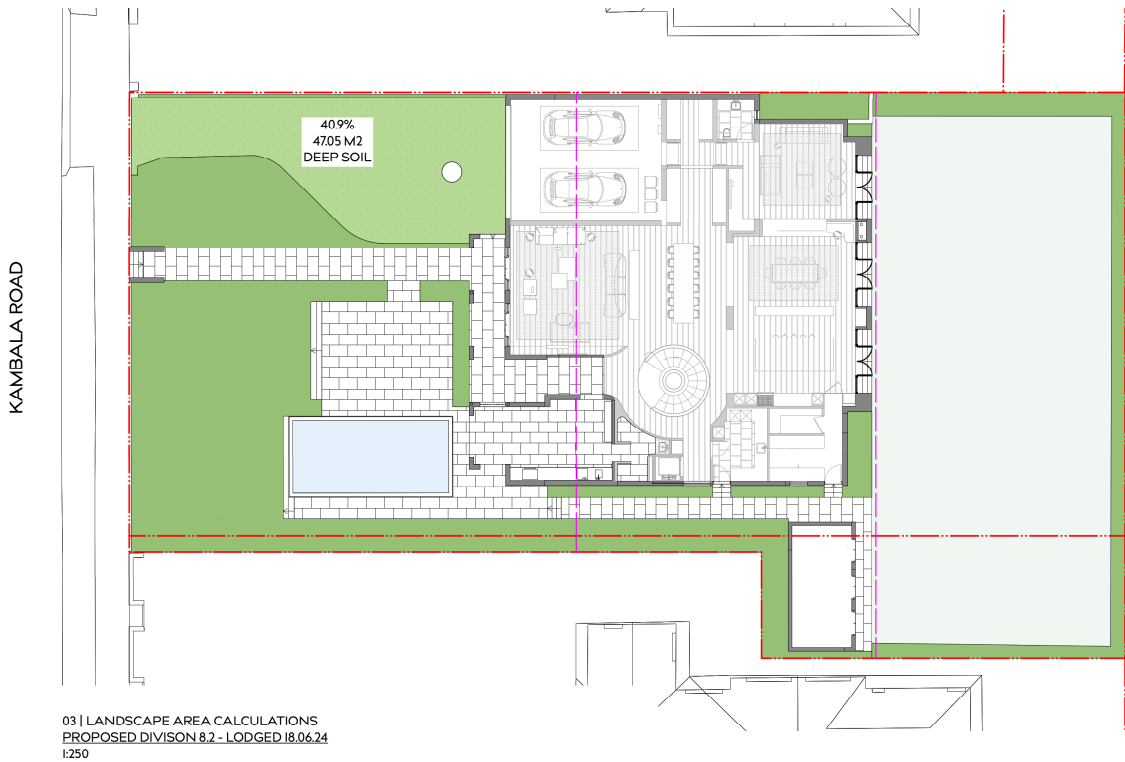 40.9%
47.05 M2
DEEP SOIL
KAMBALA ROAD
03 | LANDSCAPE AREA CALCULATIONS
PROPOSED DIVISON 8.2 - LODGED 18.06.24
1:250